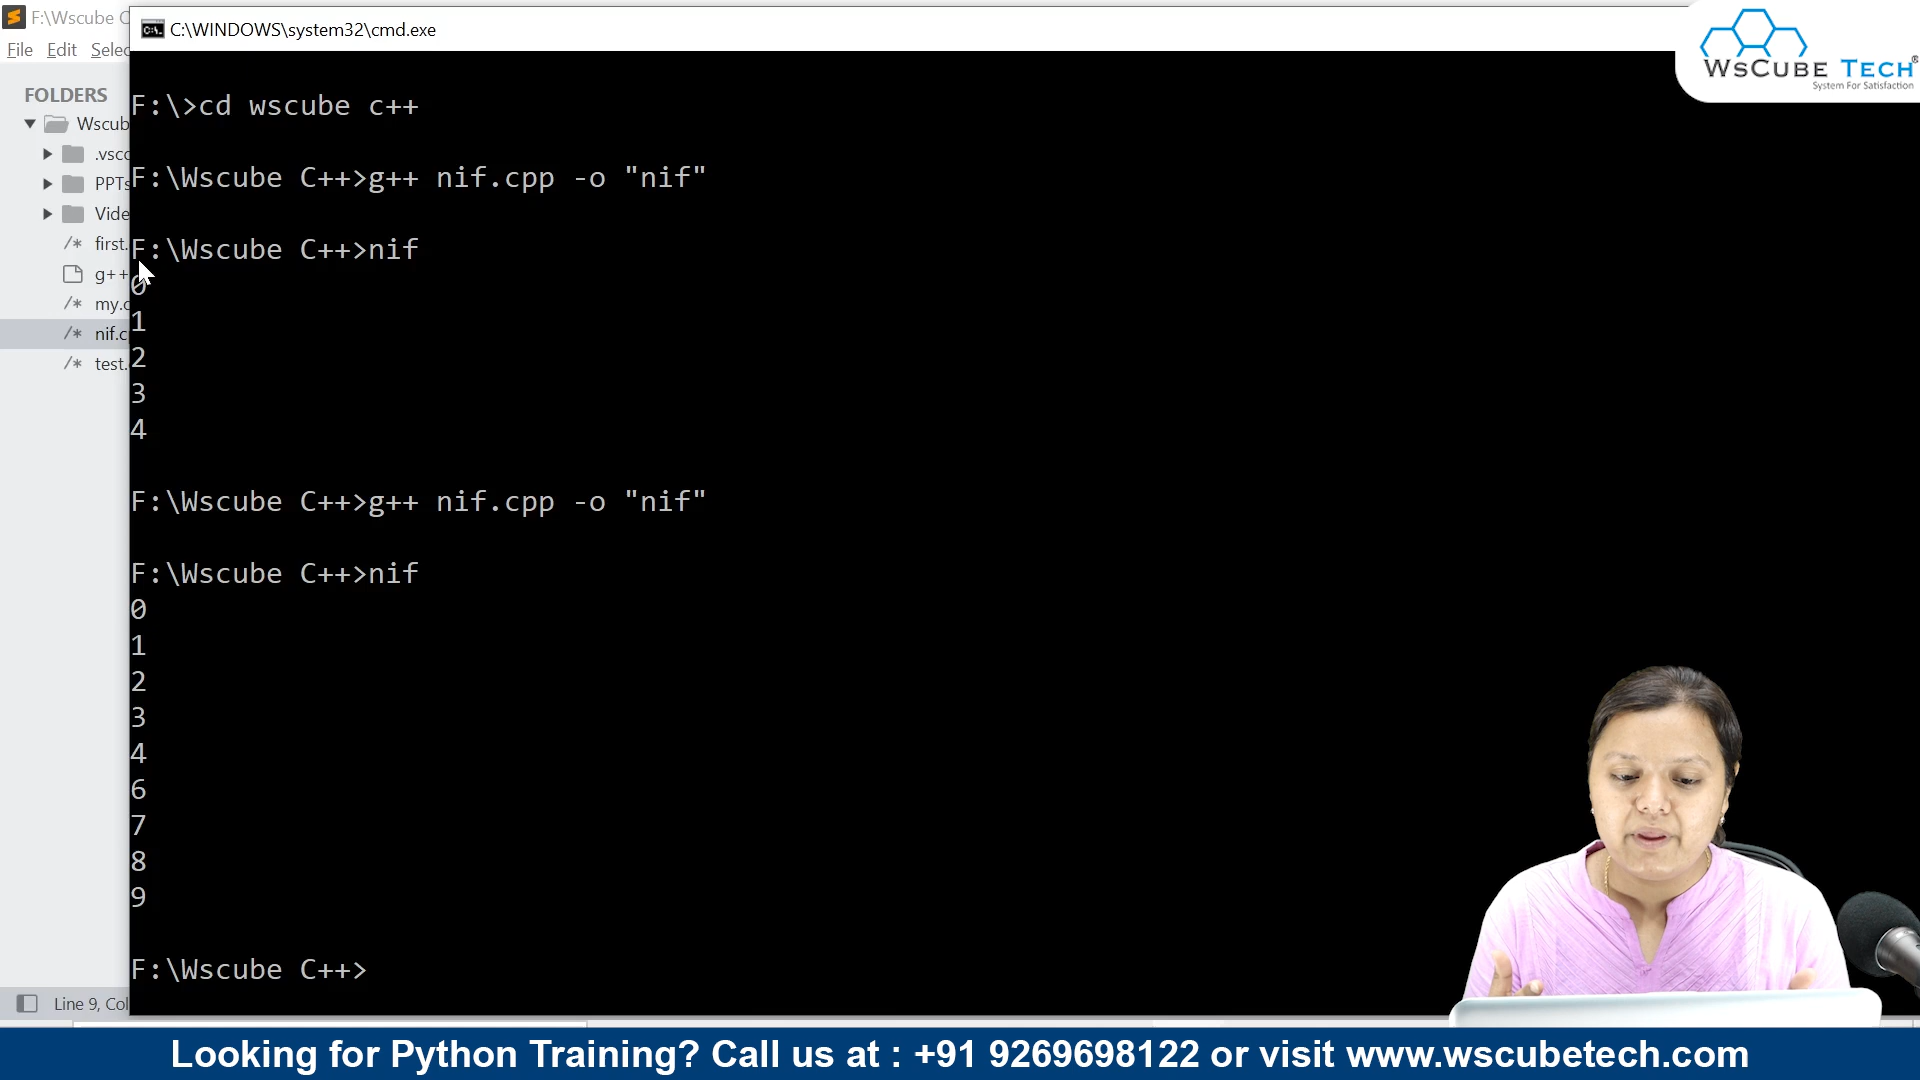 F:\Wscube C
File Edit Selec
C:\WINDOWS\system32\cmd.exe
WsCube Tech®
System For Satisfaction
FOLDERS
Wscub
.vsco
PPTs
Vide
/* first.
g++
/* my.c
/* nif.c
/* test.
F:\>cd wscube c++
F:\Wscube C++>g++ nif.cpp -o "nif"
F:\Wscube C++>nif
0
1
2
3
4
F:\Wscube C++>g++ nif.cpp -o "nif"
F:\Wscube C++>nif
0
1
2
3
4
6
7
8
9
F:\Wscube C++>
Line 9, Col
Looking for Python Training? Call us at : +91 9269698122 or visit www.wscubetech.com